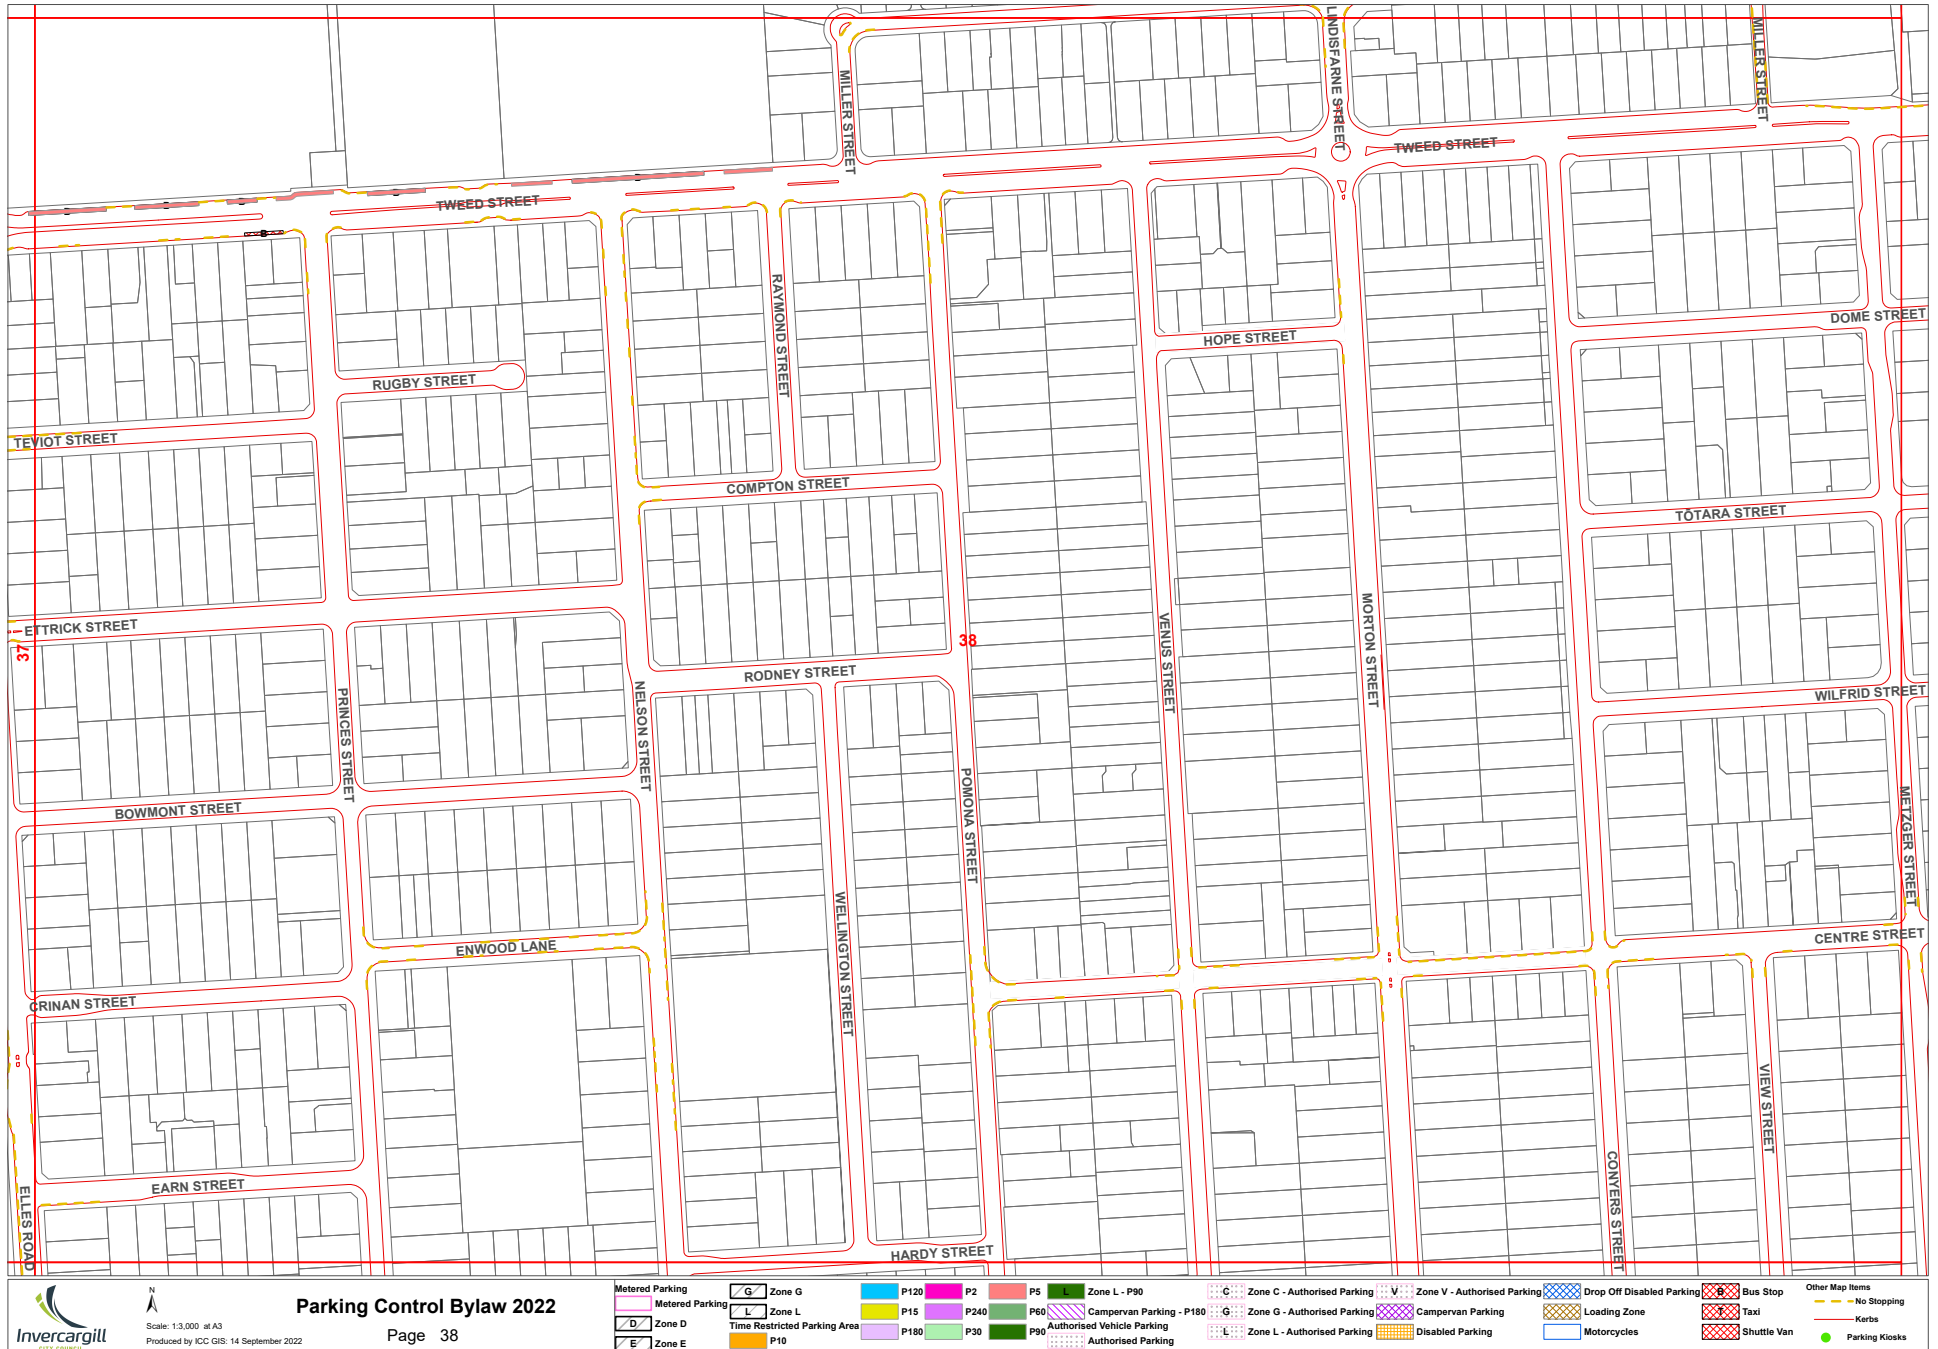 MILLER STREET
LINDISFARNE STREET
MILLER STREET
TWEED STREET
TWEED STREET
B
RAYMOND STREET
DOME STREET
HOPE STREET
RUGBY STREET
TEVIOT STREET
COMPTON STREET
TŌTARA STREET
ETTRICK STREET
37
38
VENUS STREET
MORTON STREET
RODNEY STREET
WILFRID STREET
PRINCES STREET
NELSON STREET
POMONA STREET
METZGER STREET
BOWMONT STREET
WELLINGTON STREET
ENWOOD LANE
CENTRE STREET
CRINAN STREET
VIEW STREET
CONYERS STREET
EARN STREET
ELLES ROAD
HARDY STREET
Invercargill
CITY COUNCIL
N
Scale: 1:3,000 at A3
Produced by ICC GIS: 14 September 2022
Parking Control Bylaw 2022
Page 38
Metered Parking
Metered Parking
D Zone D
E Zone E
G Zone G
L Zone L
Time Restricted Parking Area
P10
P120
P15
P180
P2
P240
P30
P5
P60
P90
L Zone L - P90
Campervan Parking - P180
Authorised Vehicle Parking
Authorised Parking
C Zone C - Authorised Parking
G Zone G - Authorised Parking
L Zone L - Authorised Parking
V Zone V - Authorised Parking
Campervan Parking
Disabled Parking
Drop Off Disabled Parking
Loading Zone
Motorcycles
B Bus Stop
T Taxi
Shuttle Van
Other Map Items
No Stopping
Kerbs
Parking Kiosks